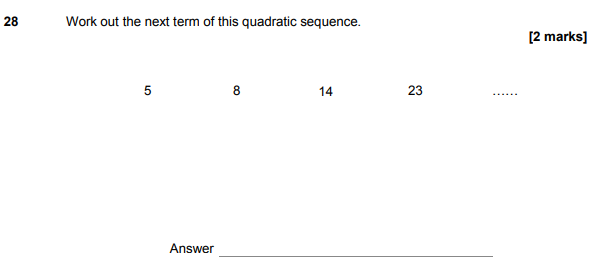 28 Work out the next term of this quadratic sequence.
[2 marks]
5 8 14 23 ......
Answer